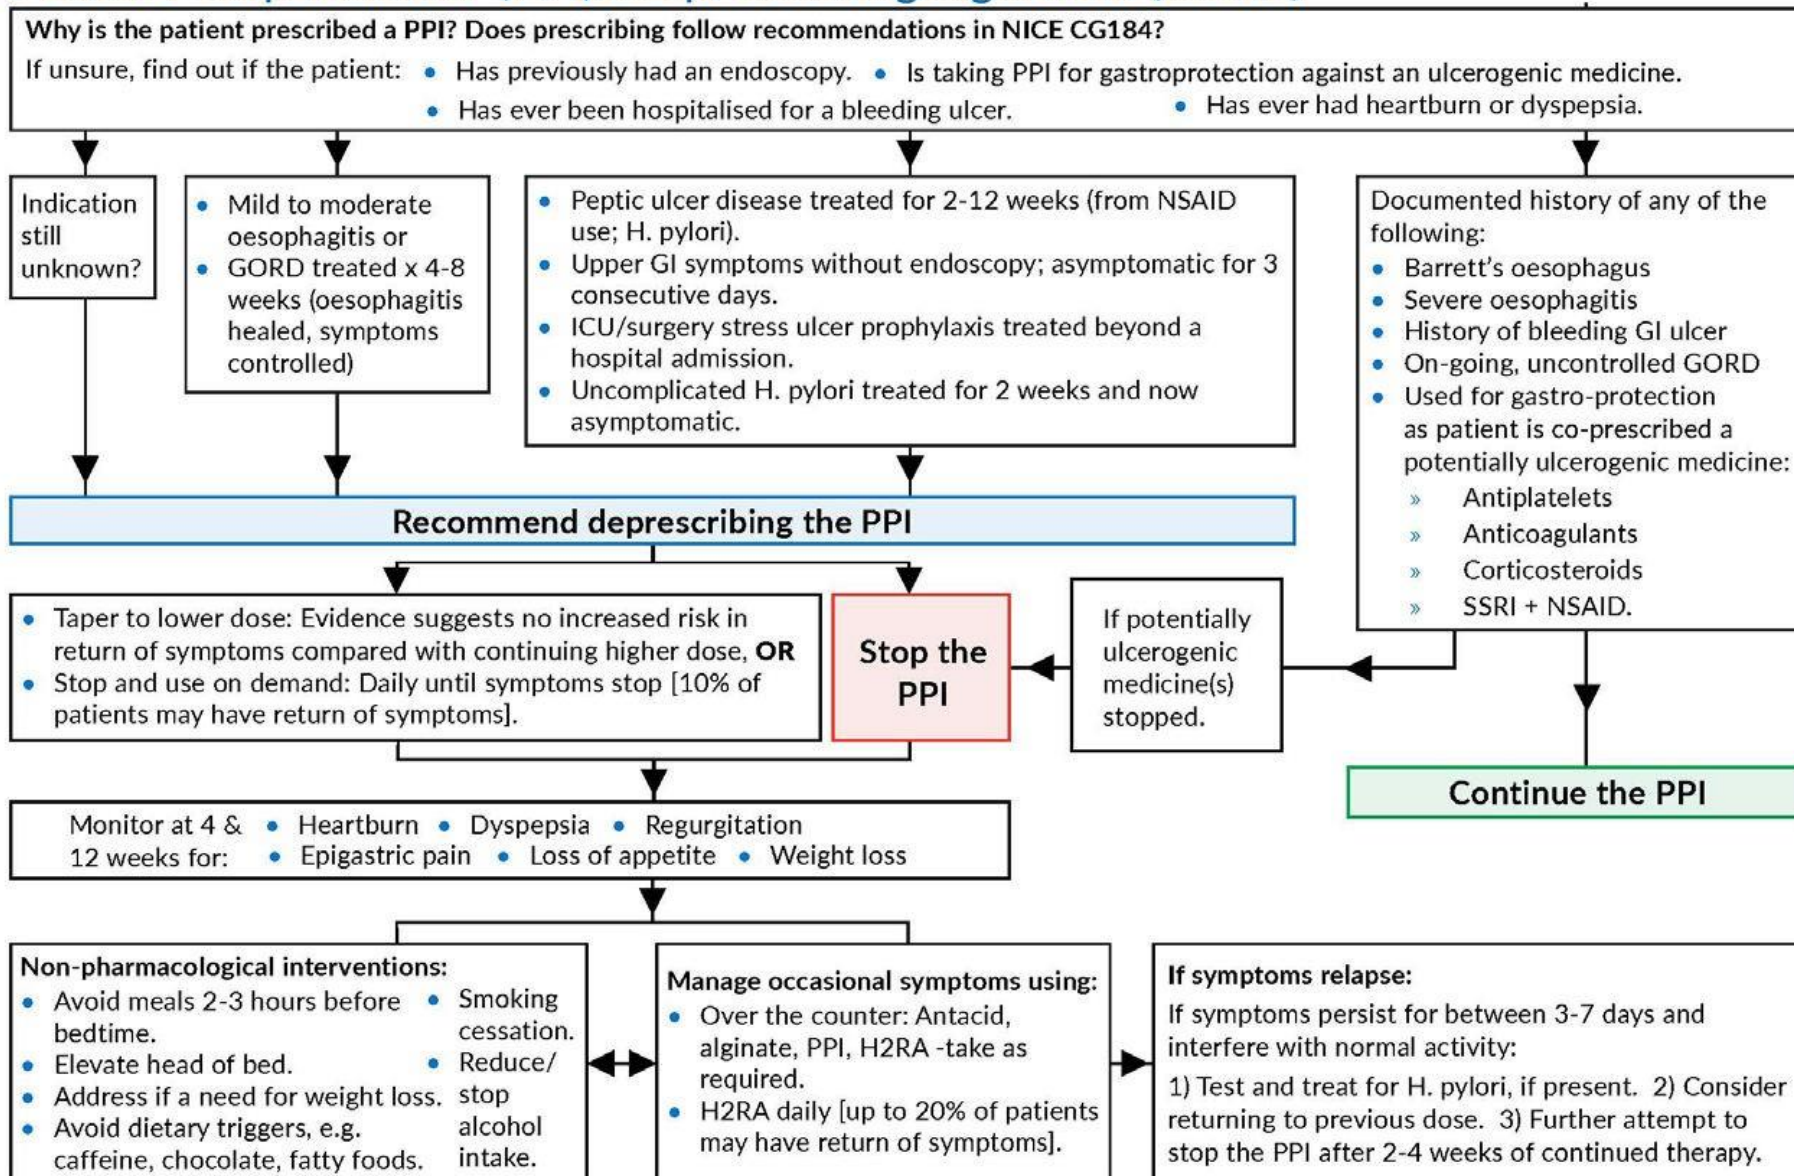 Why is the patient prescribed a PPI? Does prescribing follow recommendations in NICE CG184?
If unsure, find out if the patient: • Has previously had an endoscopy. • Is taking PPI for gastroprotection against an ulcerogenic medicine.
• Has ever been hospitalised for a bleeding ulcer. • Has ever had heartburn or dyspepsia.
Indication
still
unknown?
• Mild to moderate
oesophagitis or
• GORD treated x 4-8
weeks (oesophagitis
healed, symptoms
controlled)
• Peptic ulcer disease treated for 2-12 weeks (from NSAID
use; H. pylori).
• Upper GI symptoms without endoscopy; asymptomatic for 3
consecutive days.
• ICU/surgery stress ulcer prophylaxis treated beyond a
hospital admission.
• Uncomplicated H. pylori treated for 2 weeks and now
asymptomatic.
Documented history of any of the
following:
• Barrett's oesophagus
• Severe oesophagitis
• History of bleeding GI ulcer
• On-going, uncontrolled GORD
• Used for gastro-protection
as patient is co-prescribed a
potentially ulcerogenic medicine:
» Antiplatelets
» Anticoagulants
» Corticosteroids
» SSRI + NSAID.
Recommend deprescribing the PPI
• Taper to lower dose: Evidence suggests no increased risk in
return of symptoms compared with continuing higher dose, OR
• Stop and use on demand: Daily until symptoms stop [10% of
patients may have return of symptoms].
Stop the
PPI
If potentially
ulcerogenic
medicine(s)
stopped.
Continue the PPI
Monitor at 4 & • Heartburn • Dyspepsia • Regurgitation
12 weeks for: • Epigastric pain • Loss of appetite • Weight loss
Non-pharmacological interventions:
• Avoid meals 2-3 hours before
bedtime.
• Elevate head of bed.
• Address if a need for weight loss.
• Avoid dietary triggers, e.g.
caffeine, chocolate, fatty foods.
• Smoking
cessation.
• Reduce/
stop
alcohol
intake.
Manage occasional symptoms using:
• Over the counter: Antacid,
alginate, PPI, H2RA -take as
required.
• H2RA daily [up to 20% of patients
may have return of symptoms].
If symptoms relapse:
If symptoms persist for between 3-7 days and
interfere with normal activity:
1) Test and treat for H. pylori, if present. 2) Consider
returning to previous dose. 3) Further attempt to
stop the PPI after 2-4 weeks of continued therapy.